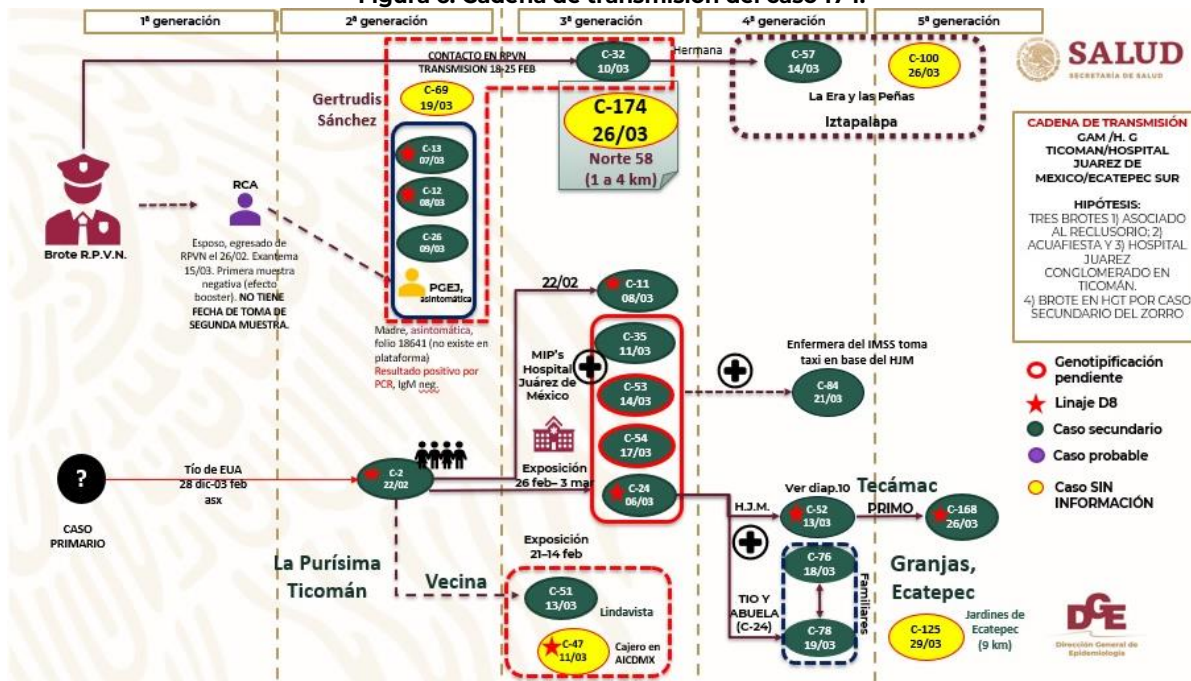 Figura 6. Cadena de transmisión del caso 174.
1ª generación
2ª generación
3ª generación
4ª generación
5ª generación
CONTACTO EN RPVN
TRANSMISION 18-25 FEB
C-32
10/03
Hermana
C-57
14/03
C-100
26/03
La Era y las Peñas
Iztapalapa
SALUD
SECRETARÍA DE SALUD
Gertrudis
Sánchez
C-69
19/03
C-174
26/03
Norte 58
(1 a 4 km)
C-13
07/03
C-12
08/03
C-26
09/03
PGEJ,
asintomática
Madre, asintomática,
folio 18641 (no existe en
plataforma)
Resultado positivo por
PCR, IgM neg.
Brote R.P.V.N.
RCA
Esposo, egresado de
RPVN el 26/02. Exantema
15/03. Primera muestra
negativa (efecto
booster). NO TIENE
FECHA DE TOMA DE
SEGUNDA MUESTRA.
CADENA DE TRANSMISIÓN
GAM /H. G
TICOMAN/HOSPITAL
JUAREZ DE
MEXICO/ECATEPEC SUR
HIPÓTESIS:
TRES BROTES 1) ASOCIADO
AL RECLUSORIO; 2)
ACUAFIESTA Y 3) HOSPITAL
JUAREZ
CONGLOMERADO EN
TICOMÁN.
4) BROTE EN HGT POR CASO
SECUNDARIO DEL ZORRO
22/02
C-11
08/03
MIP's
Hospital
Juárez de
México
C-35
11/03
C-53
14/03
C-54
17/03
C-24
06/03
Exposición
26 feb– 3 mar
Enfermera del IMSS toma
taxi en base del HJM
C-84
21/03
Genotipificación
pendiente
Linaje D8
Caso secundario
Caso probable
Caso SIN
INFORMACIÓN
?
CASO
PRIMARIO
Tío de EUA
28 dic-03 feb
asx
C-2
22/02
La Purísima
Ticomán
Vecina
Exposición
21–14 feb
C-51
13/03
Lindavista
C-47
11/03
Cajero en
AICDMX
H.J.M.
Ver diap.10
C-52
13/03
Tecámac
PRIMO
C-168
26/03
TIO Y
ABUELA
(C-24)
C-76
18/03
C-78
19/03
Familiares
Granjas,
Ecatepec
C-125
29/03
Jardines de
Ecatepec
(9 km)
DGE
Dirección General de
Epidemiología